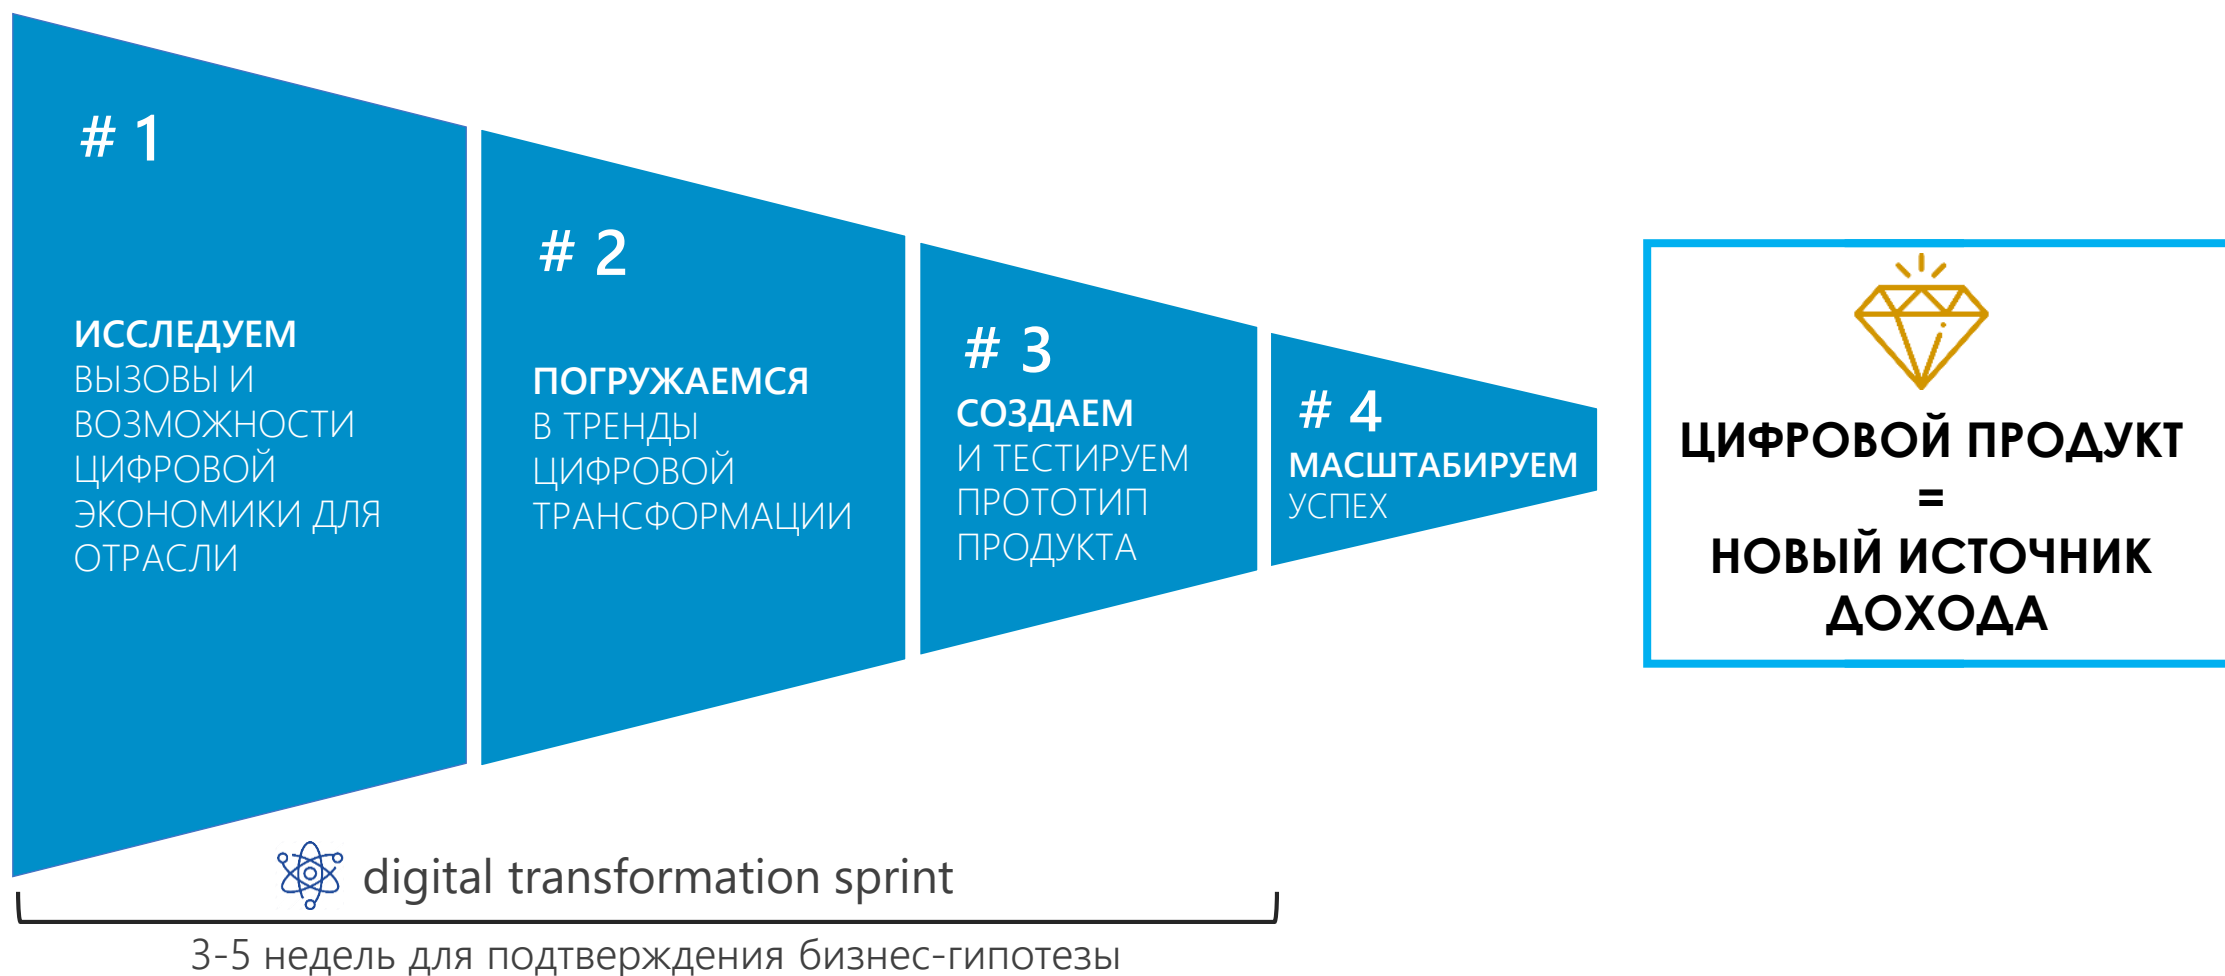 # 1
ИССЛЕДУЕМ
ВЫЗОВЫ И
ВОЗМОЖНОСТИ
ЦИФРОВОЙ
ЭКОНОМИКИ ДЛЯ
ОТРАСЛИ
# 2
ПОГРУЖАЕМСЯ
В ТРЕНДЫ
ЦИФРОВОЙ
ТРАНСФОРМАЦИИ
# 3
СОЗДАЕМ
И ТЕСТИРУЕМ
ПРОТОТИП
ПРОДУКТА
# 4
МАСШТАБИРУЕМ
УСПЕХ
ЦИФРОВОЙ ПРОДУКТ
=
НОВЫЙ ИСТОЧНИК
ДОХОДА
digital transformation sprint
3-5 недель для подтверждения бизнес-гипотезы